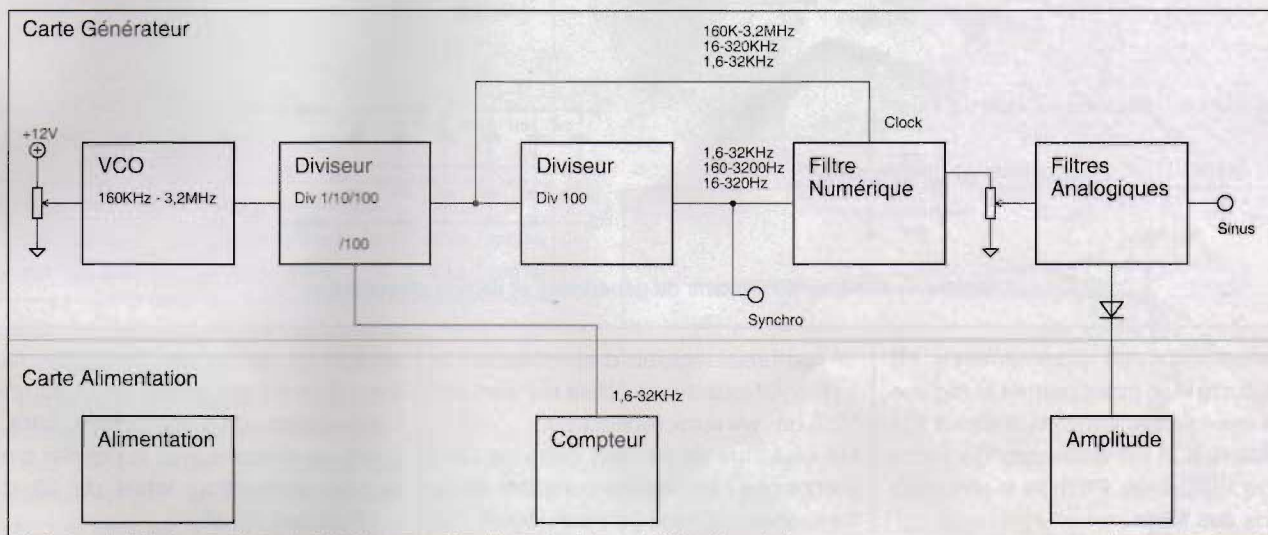 Carte Générateur
160K-3,2MHz
16-320KHz
1,6-32KHz
Clock
+12V
VCO
160KHz - 3,2MHz
Diviseur
Div 1/10/100
/100
Diviseur
Div 100
1,6-32KHz
160-3200Hz
16-320Hz
Synchro
Filtre
Numérique
Filtres
Analogiques
Sinus
Carte Alimentation
1,6-32KHz
Alimentation
Compteur
Amplitude